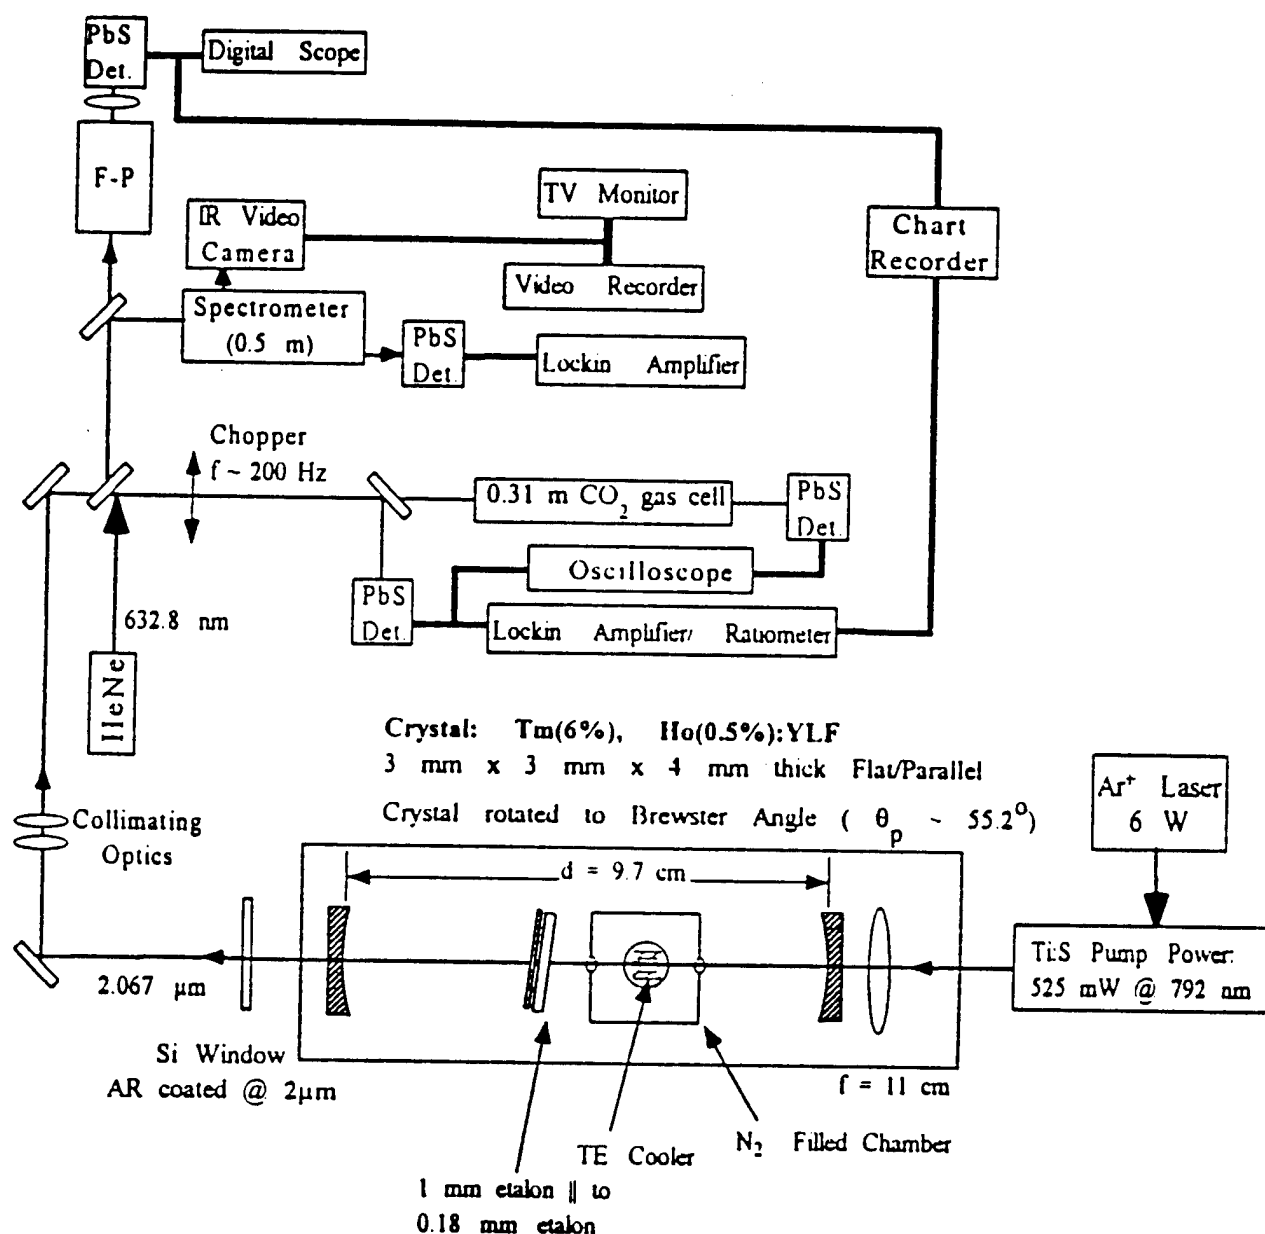 PbS
Det.
Digital Scope
F-P
IR Video
Camera
TV Monitor
Video Recorder
Chart
Recorder
Spectrometer
(0.5 m)
PbS
Det.
Lockin Amplifier
Chopper
f ~ 200 Hz
0.31 m CO2 gas cell
PbS
Det.
Oscilloscope
PbS
Det.
Lockin Amplifier/ Ratiometer
632.8 nm
HeNe
Crystal: Tm(6%), Ho(0.5%):YLF
3 mm x 3 mm x 4 mm thick Flat/Parallel
Crystal rotated to Brewster Angle ( θp ~ 55.2°)
Ar+ Laser
6 W
Collimating
Optics
d = 9.7 cm
Ti:S Pump Power:
525 mW @ 792 nm
2.067 µm
Si Window
AR coated @ 2µm
f = 11 cm
TE Cooler
N2 Filled Chamber
1 mm etalon || to
0.18 mm etalon